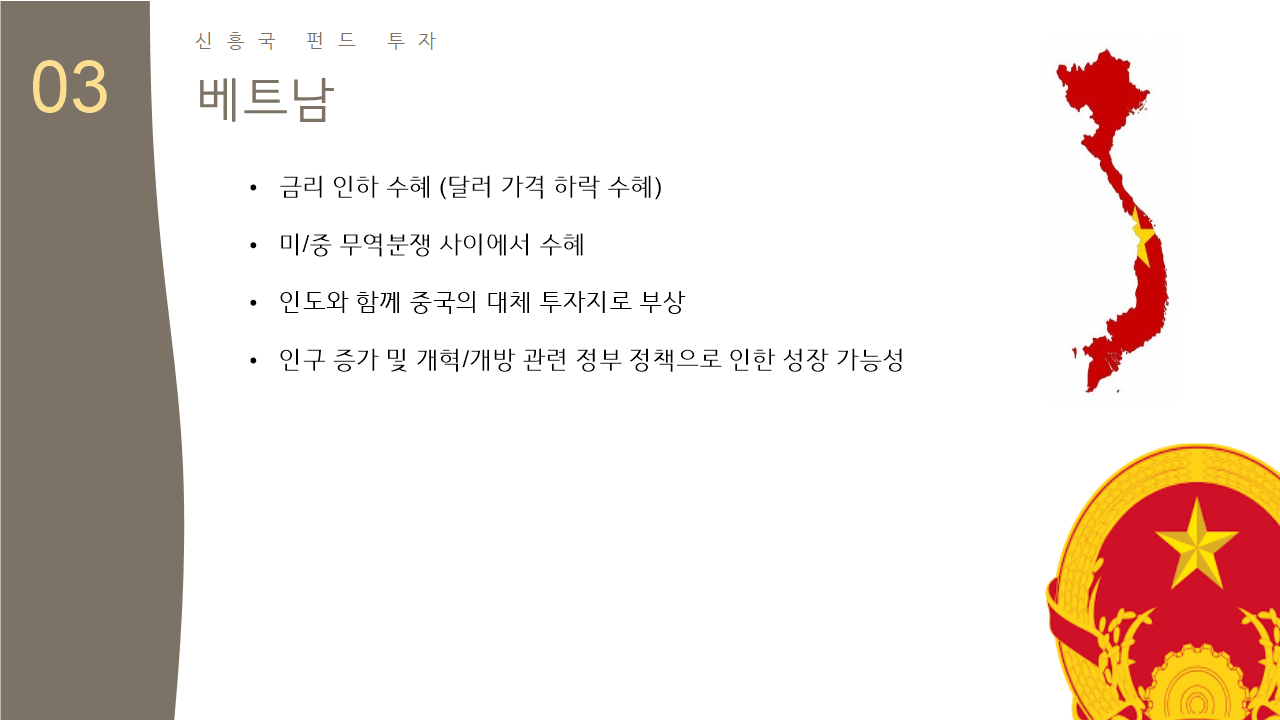 03
신흥국 펀드 투자
베트남
• 금리 인하 수혜 (달러 가격 하락 수혜)
• 미/중 무역분쟁 사이에서 수혜
• 인도와 함께 중국의 대체 투자지로 부상
• 인구 증가 및 개혁/개방 관련 정부 정책으로 인한 성장 가능성